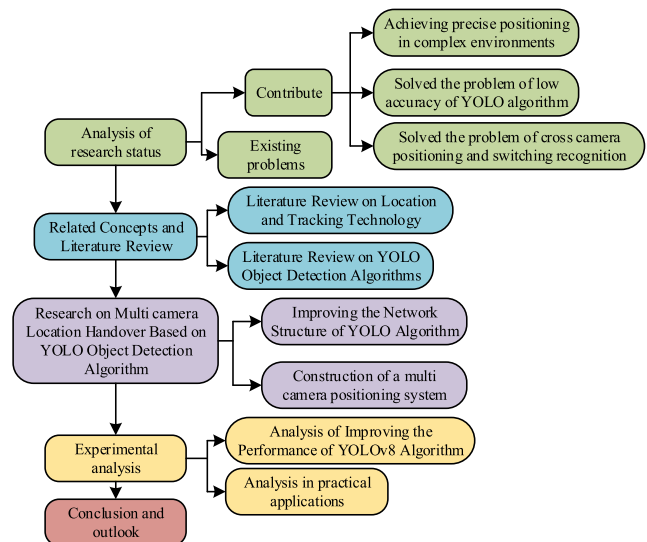 Achieving precise positioning
in complex environments
Contribute
Solved the problem of low
accuracy of YOLO algorithm
Analysis of
research status
Existing
problems
Solved the problem of cross camera
positioning and switching recognition
Literature Review on Location
and Tracking Technology
Related Concepts and
Literature Review
Literature Review on YOLO
Object Detection Algorithms
Research on Multi camera
Location Handover Based on
YOLO Object Detection
Algorithm
Improving the Network
Structure of YOLO Algorithm
Construction of a multi
camera positioning system
Experimental
analysis
Analysis of Improving the
Performance of YOLOv8 Algorithm
Analysis in practical
applications
Conclusion and
outlook